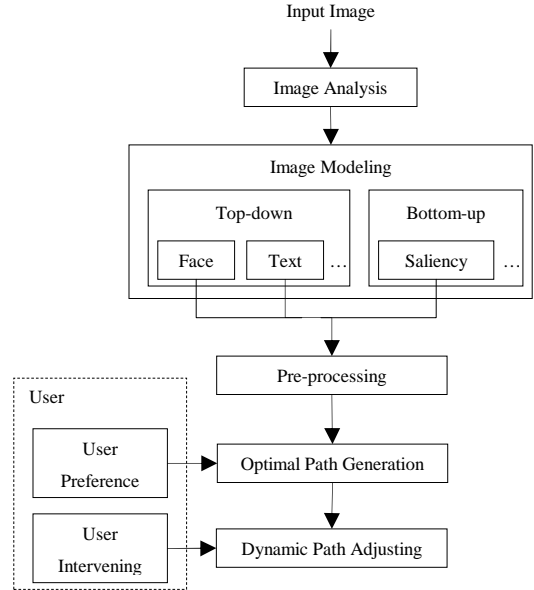 Input Image
Image Analysis
Image Modeling
Top-down
Bottom-up
Face
Text
...
Saliency
...
Pre-processing
User
User
Preference
Optimal Path Generation
User
Intervening
Dynamic Path Adjusting